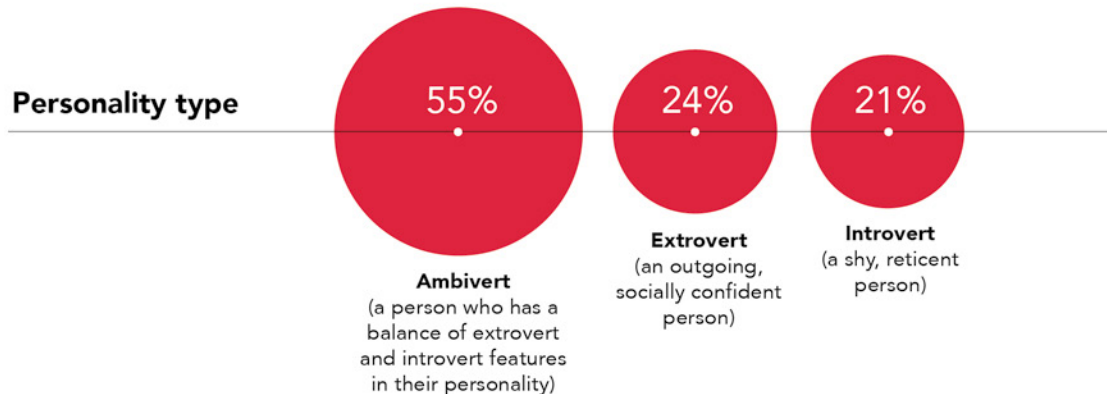 Personality type
55%
24%
21%
Ambivert
(a person who has a
balance of extrovert
and introvert features
in their personality)
Extrovert
(an outgoing,
socially confident
person)
Introvert
(a shy, reticent
person)